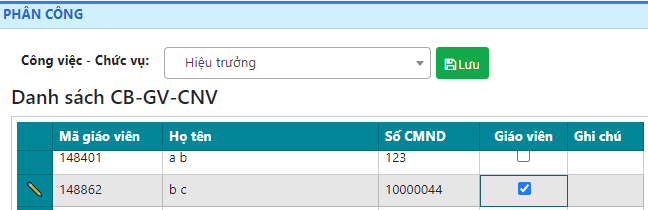 PHÂN CÔNG
Công việc - Chức vụ: Hiệu trưởng Lưu
Danh sách CB-GV-CNV
Mã giáo viên Họ tên Số CMND Giáo viên Ghi chú
148401 a b 123
148862 b c 10000044